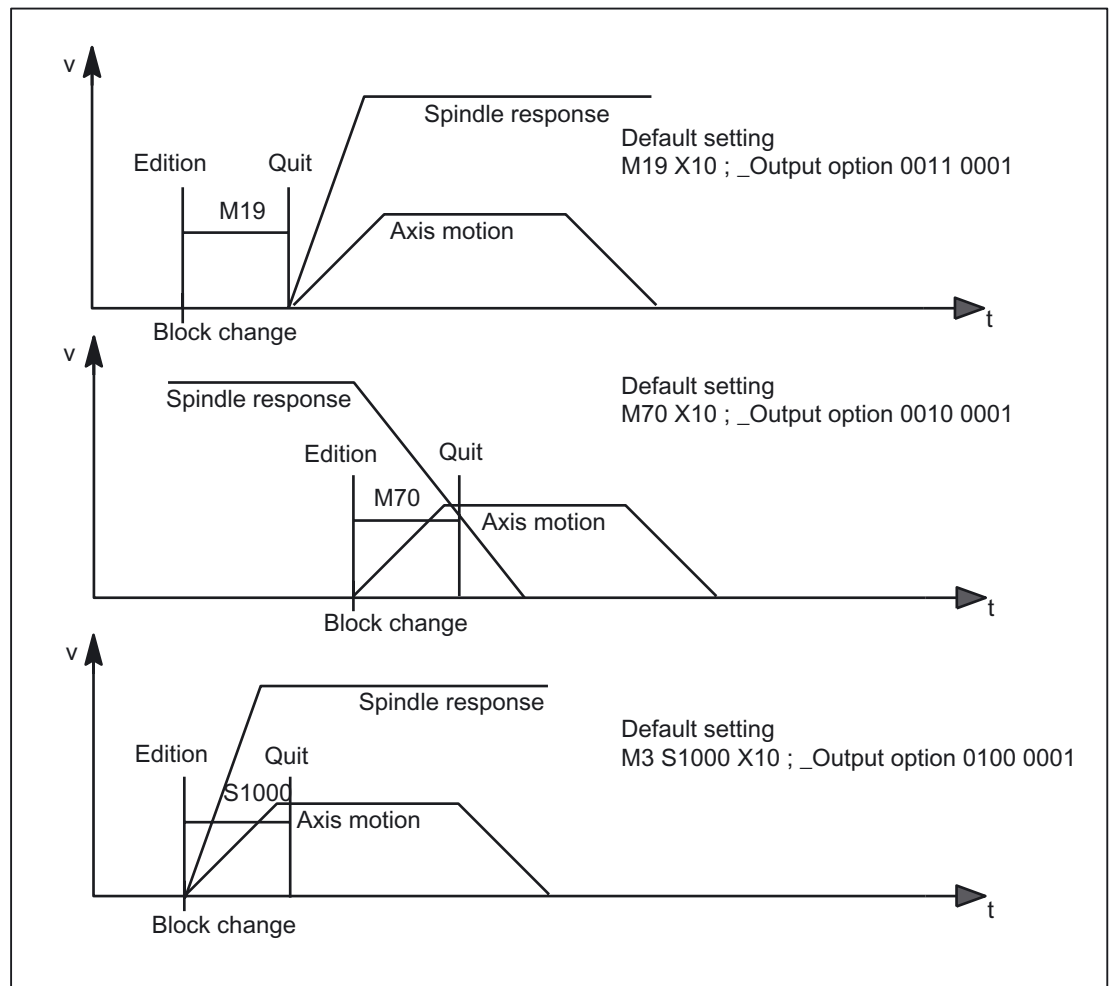 v
Spindle response
Default setting
M19 X10 ; _Output option 0011 0001
Edition
Quit
M19
Axis motion
Block change
t
v
Spindle response
Default setting
M70 X10 ; _Output option 0010 0001
Edition
Quit
M70
Axis motion
Block change
t
v
Spindle response
Default setting
M3 S1000 X10 ; _Output option 0100 0001
Edition
Quit
S1000
Axis motion
Block change
t